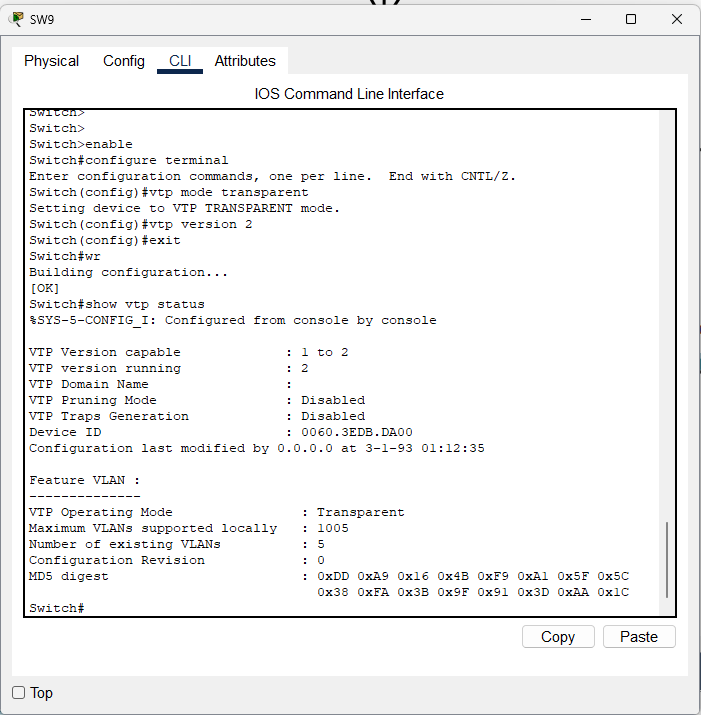 SW9
Physical Config CLI Attributes
IOS Command Line Interface
Switch>
Switch>
Switch>enable
Switch#configure terminal
Enter configuration commands, one per line.  End with CNTL/Z.
Switch(config)#vtp mode transparent
Setting device to VTP TRANSPARENT mode.
Switch(config)#vtp version 2
Switch(config)#exit
Switch#wr
Building configuration...
[OK]
Switch#show vtp status
%SYS-5-CONFIG_I: Configured from console by console
VTP Version capable : 1 to 2
VTP version running : 2
VTP Domain Name :
VTP Pruning Mode : Disabled
VTP Traps Generation : Disabled
Device ID : 0060.3EDB.DA00
Configuration last modified by 0.0.0.0 at 3-1-93 01:12:35
Feature VLAN :
--------------
VTP Operating Mode : Transparent
Maximum VLANs supported locally : 1005
Number of existing VLANs : 5
Configuration Revision : 0
MD5 digest : 0xDD 0xA9 0x16 0x4B 0xF9 0xA1 0x5F 0x5C
0x38 0xFA 0x3B 0x9F 0x91 0x3D 0xAA 0x1C
Switch#
Copy Paste
Top